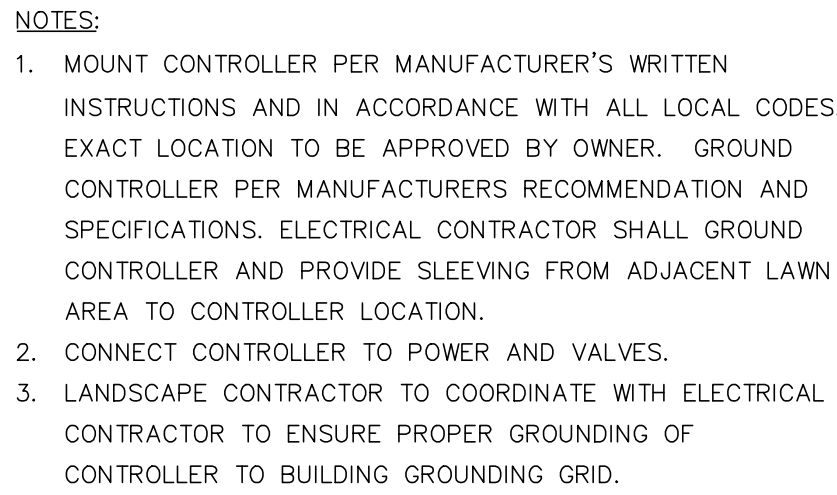 NOTES:
1. MOUNT CONTROLLER PER MANUFACTURER'S WRITTEN
INSTRUCTIONS AND IN ACCORDANCE WITH ALL LOCAL CODES
EXACT LOCATION TO BE APPROVED BY OWNER. GROUND
CONTROLLER PER MANUFACTURERS RECOMMENDATION AND
SPECIFICATIONS. ELECTRICAL CONTRACTOR SHALL GROUND
CONTROLLER AND PROVIDE SLEEVING FROM ADJACENT LAWN
AREA TO CONTROLLER LOCATION.
2. CONNECT CONTROLLER TO POWER AND VALVES.
3. LANDSCAPE CONTRACTOR TO COORDINATE WITH ELECTRICAL
CONTRACTOR TO ENSURE PROPER GROUNDING OF
CONTROLLER TO BUILDING GROUNDING GRID.